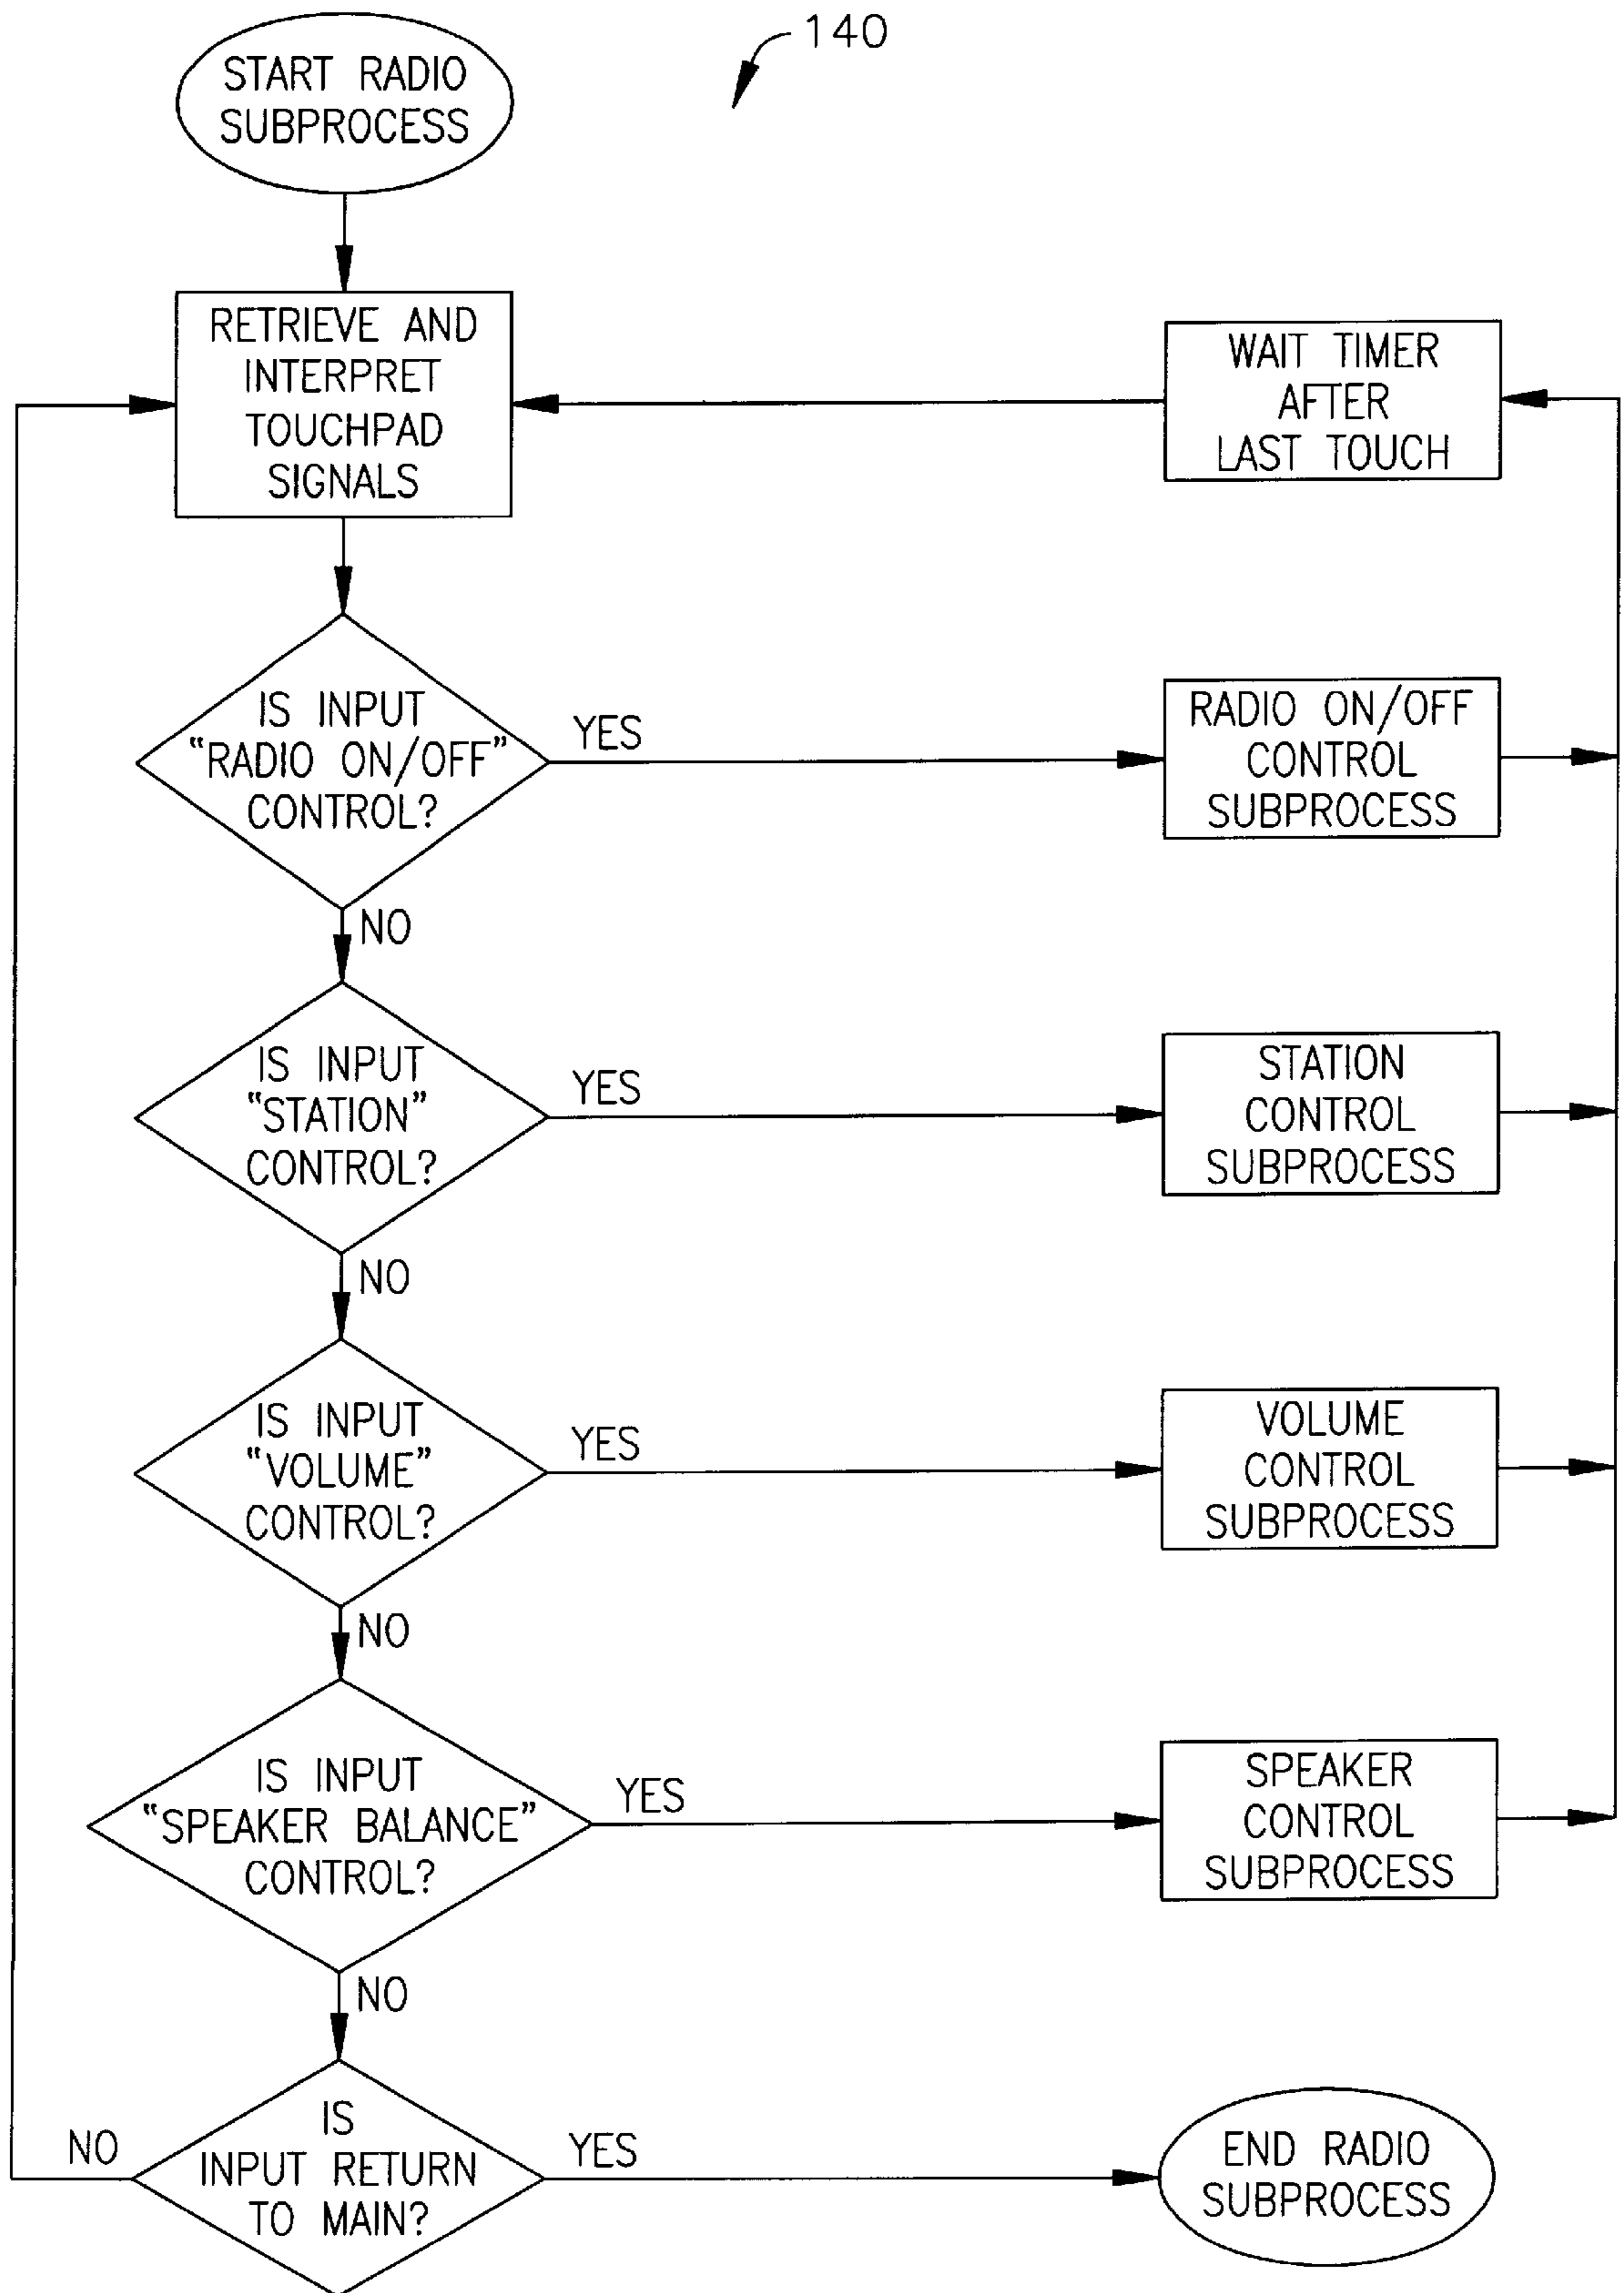 140
START RADIO
SUBPROCESS
RETRIEVE AND
INTERPRET
TOUCHPAD
SIGNALS
WAIT TIMER
AFTER
LAST TOUCH
IS INPUT
“RADIO ON/OFF”
CONTROL?
YES
RADIO ON/OFF
CONTROL
SUBPROCESS
NO
IS INPUT
“STATION”
CONTROL?
YES
STATION
CONTROL
SUBPROCESS
NO
IS INPUT
“VOLUME”
CONTROL?
YES
VOLUME
CONTROL
SUBPROCESS
NO
IS INPUT
“SPEAKER BALANCE”
CONTROL?
YES
SPEAKER
CONTROL
SUBPROCESS
NO
NO
IS
INPUT RETURN
TO MAIN?
YES
END RADIO
SUBPROCESS